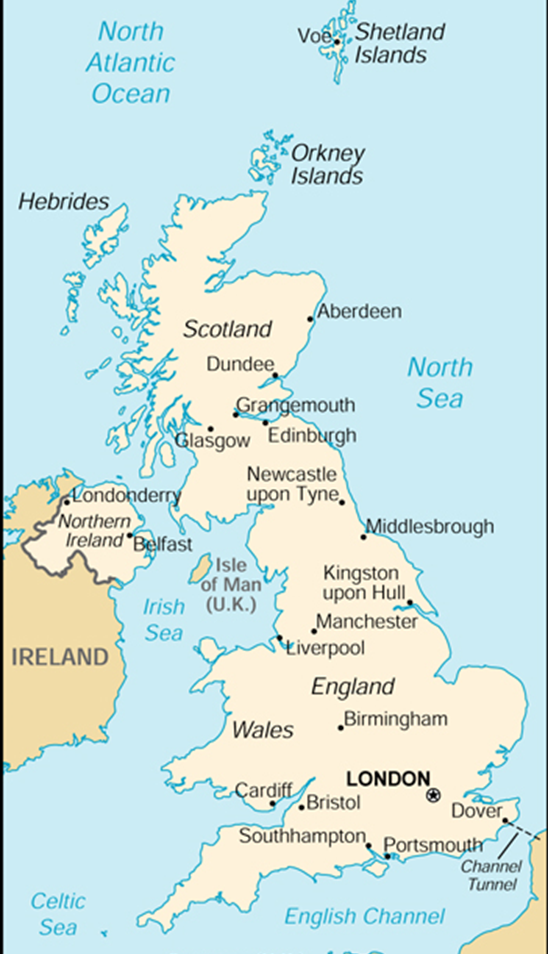 North
Atlantic
Ocean
Voe
Shetland
Islands
Orkney
Islands
Hebrides
Aberdeen
Scotland
Dundee
North
Sea
Grangemouth
Glasgow
Edinburgh
Newcastle
upon Tyne
Londonderry
Northern
Ireland
Belfast
Middlesbrough
Isle
of Man
(U.K.)
Kingston
upon Hull
Irish
Sea
Manchester
Liverpool
IRELAND
England
Birmingham
Wales
LONDON
Cardiff
Bristol
Dover
Southhampton
Portsmouth
Channel
Tunnel
Celtic
Sea
English Channel